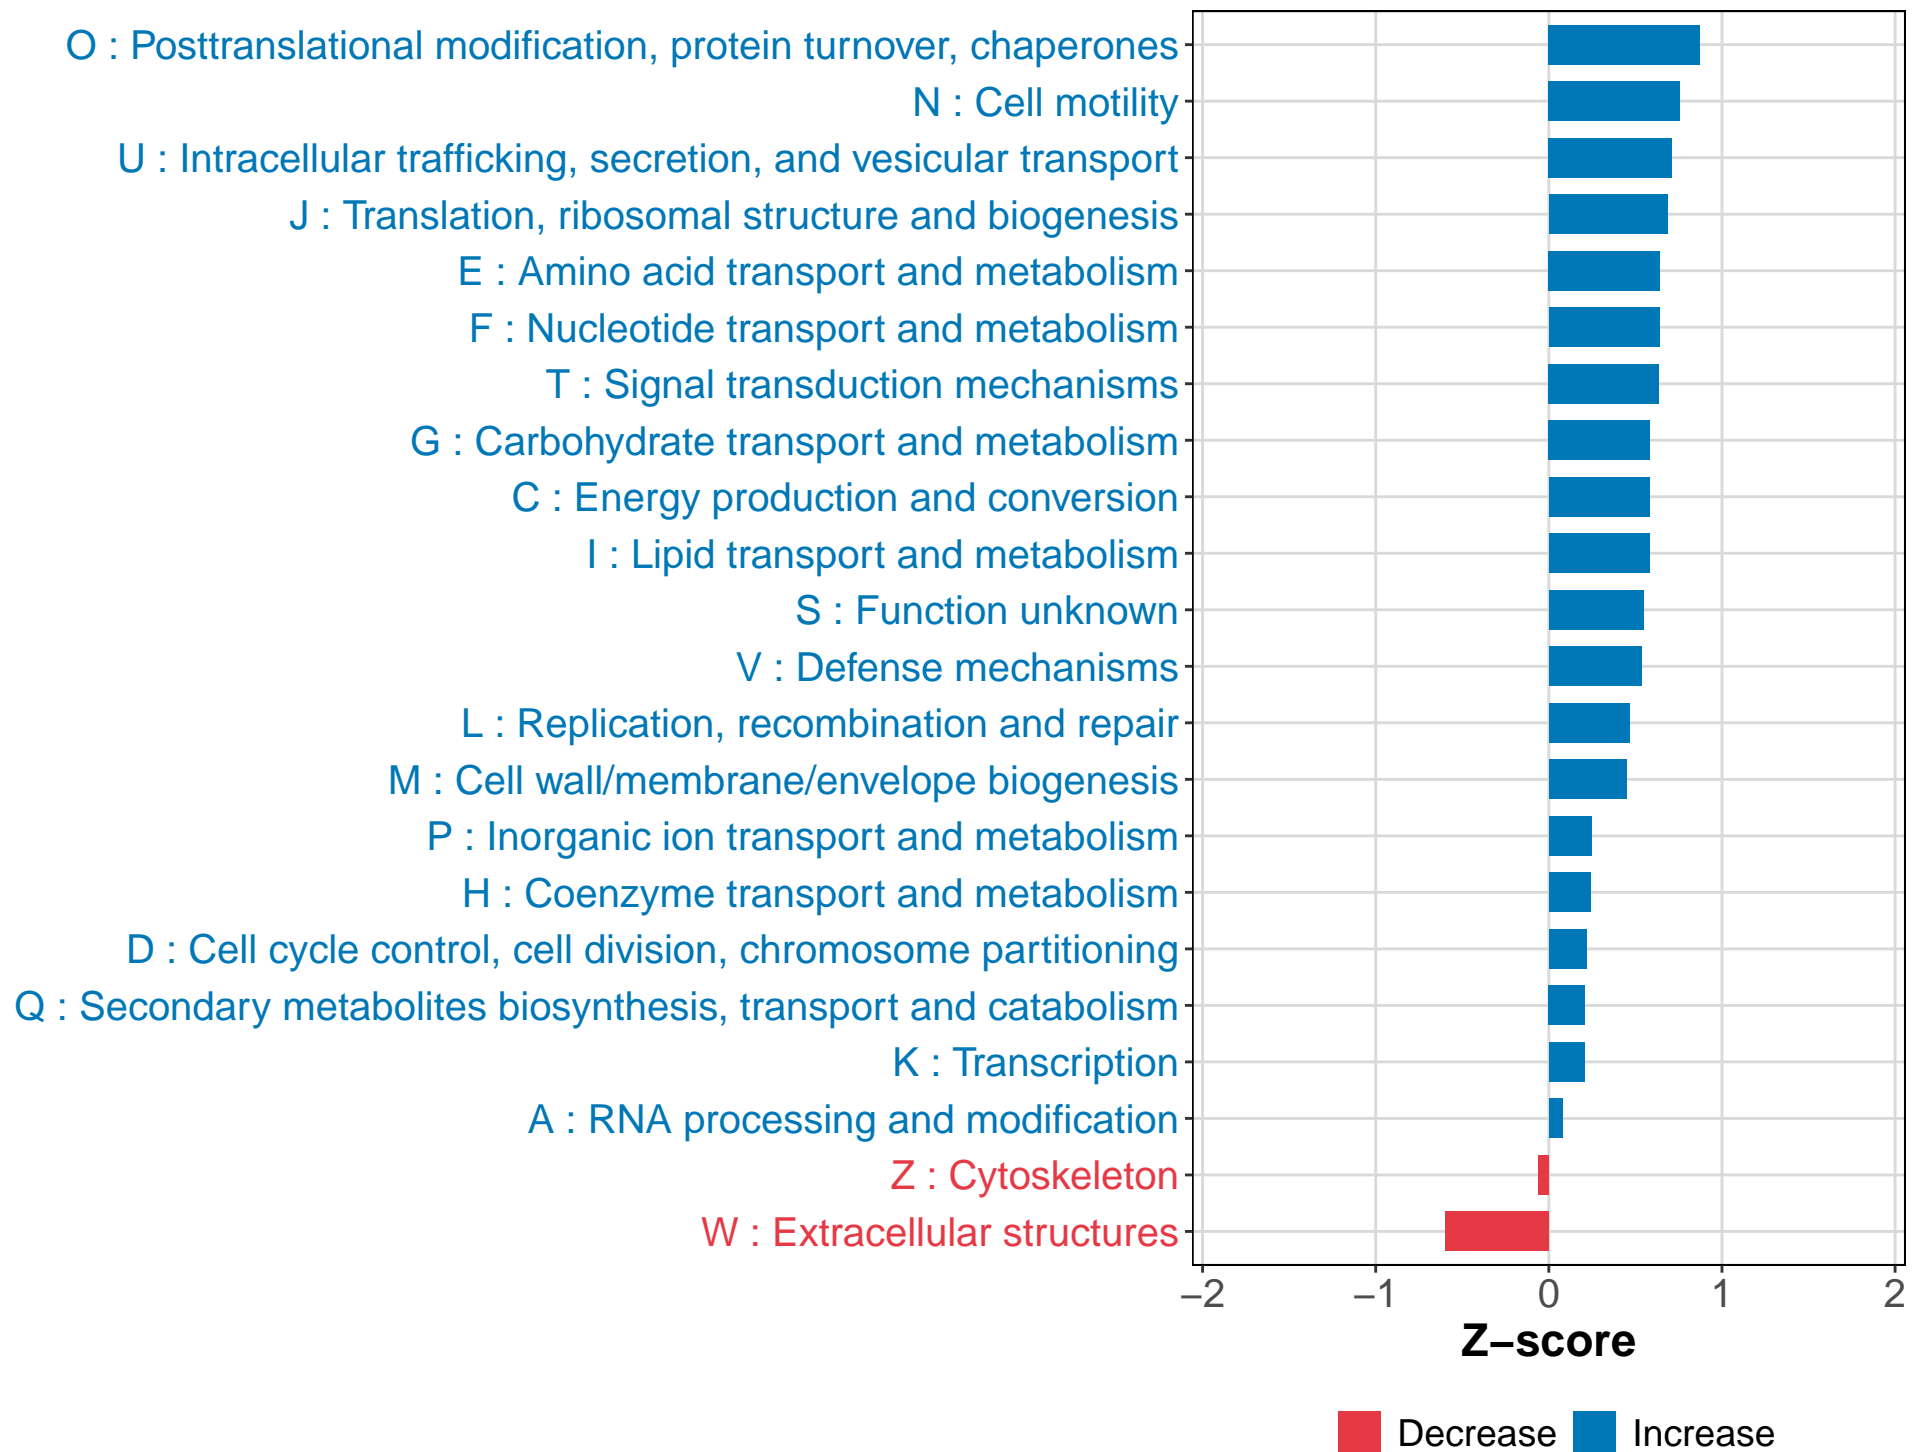 O : Posttranslational modification, protein turnover, chaperones
N : Cell motility
U : Intracellular trafficking, secretion, and vesicular transport
J : Translation, ribosomal structure and biogenesis
E : Amino acid transport and metabolism
F : Nucleotide transport and metabolism
T : Signal transduction mechanisms
G : Carbohydrate transport and metabolism
C : Energy production and conversion
I : Lipid transport and metabolism
S : Function unknown
V : Defense mechanisms
L : Replication, recombination and repair
M : Cell wall/membrane/envelope biogenesis
P : Inorganic ion transport and metabolism
H : Coenzyme transport and metabolism
D : Cell cycle control, cell division, chromosome partitioning
Q : Secondary metabolites biosynthesis, transport and catabolism
K : Transcription
A : RNA processing and modification
Z : Cytoskeleton
W : Extracellular structures
−2 −1 0 1 2
Z−score
Decrease Increase